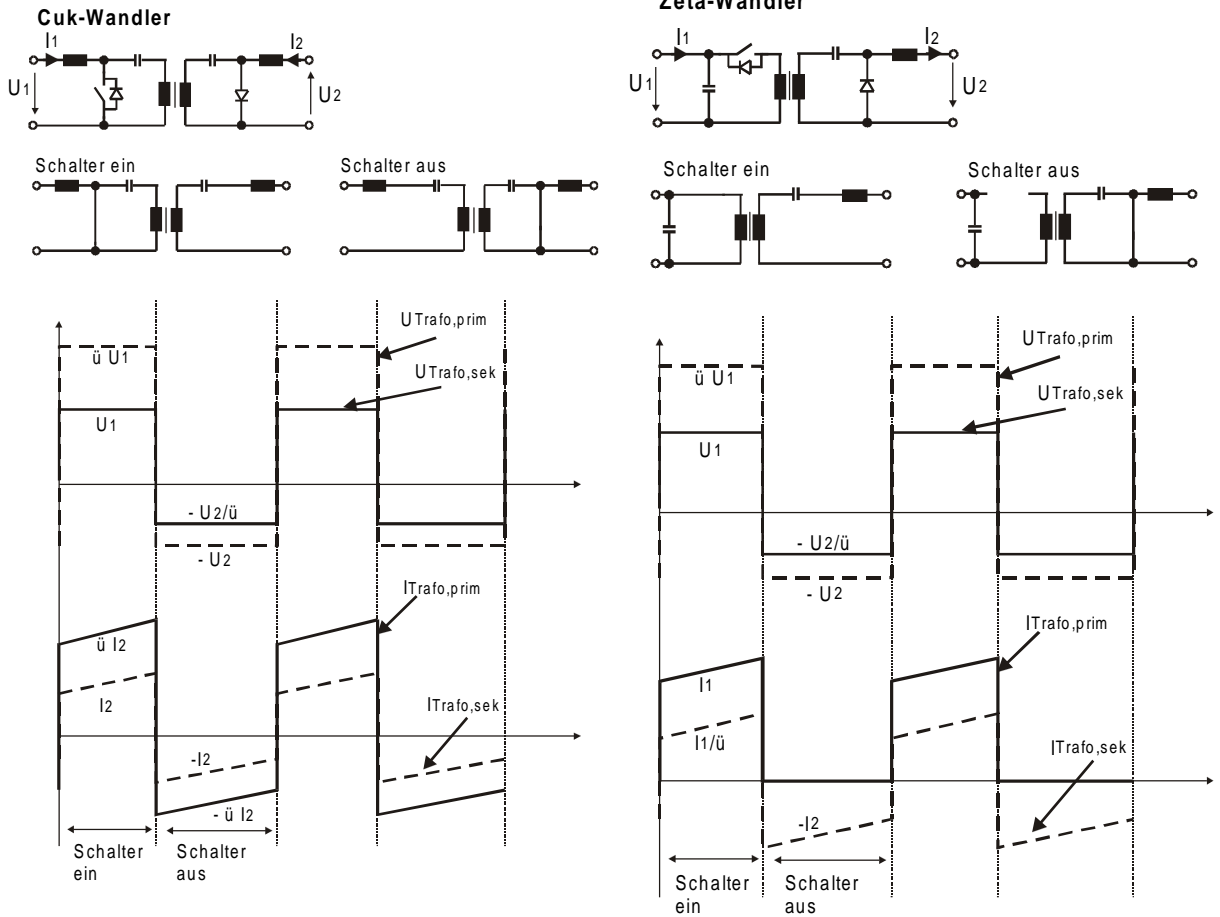 Cuk-Wandler
I1
I2
U1
U2
Schalter ein
Schalter aus
UTrafo,prim
ü U1
UTrafo,sek
U1
- U2/ü
- U2
ITrafo,prim
ü I2
I2
ITrafo,sek
-I2
- ü I2
Schalter
ein
Schalter
aus
Zeta-Wandler
I1
I2
U1
U2
Schalter ein
Schalter aus
UTrafo,prim
ü U1
UTrafo,sek
U1
- U2/ü
- U2
ITrafo,prim
I1
I1/ü
ITrafo,sek
-I2
Schalter
ein
Schalter
aus